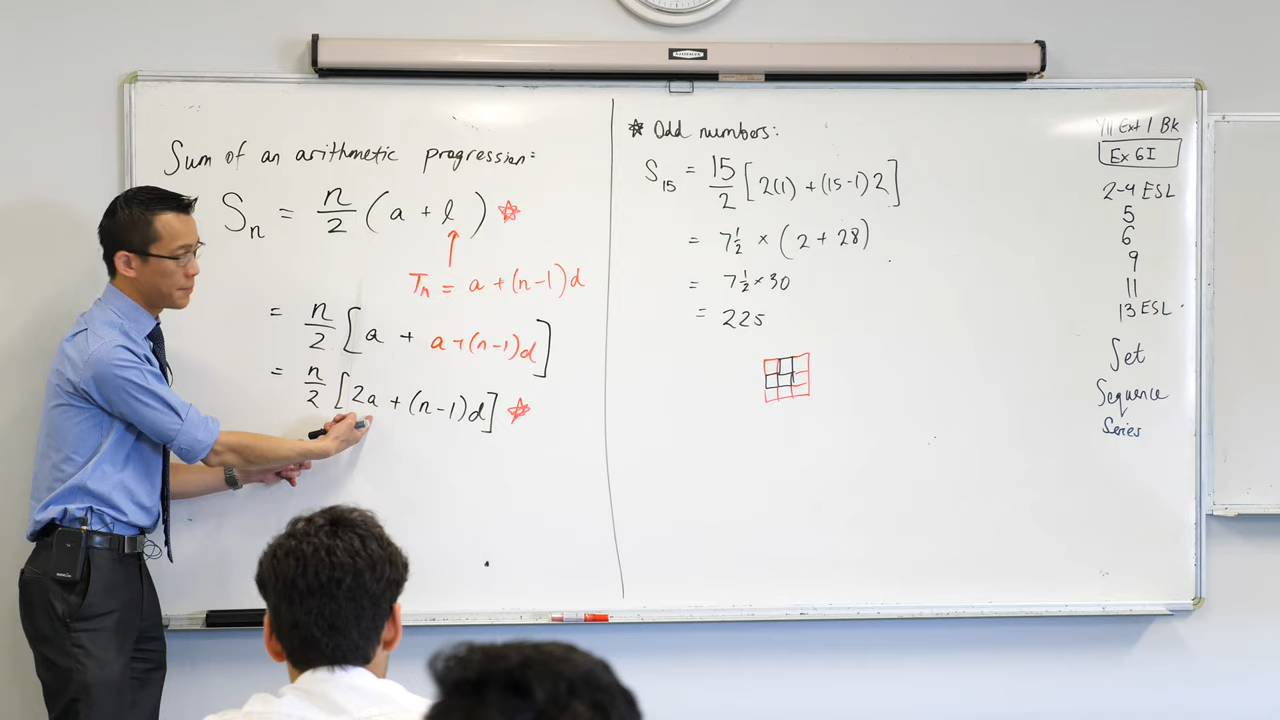 Sum of an arithmetic progression:
Sₙ = n/2 (a + l) ☆
↑
Tₙ = a + (n-1)d
= n/2 [a + a+(n-1)d]
= n/2 [2a + (n-1)d] ☆
☆ Odd numbers:
S₁₅ = 15/2 [2(1) + (15-1)2]
= 7½ × (2 + 28)
= 7½ × 30
= 225
Y11 Ext 1 Bk
Ex 6I
2-4 ESL
5
6
9
11
13 ESL
Set
Sequence
Series